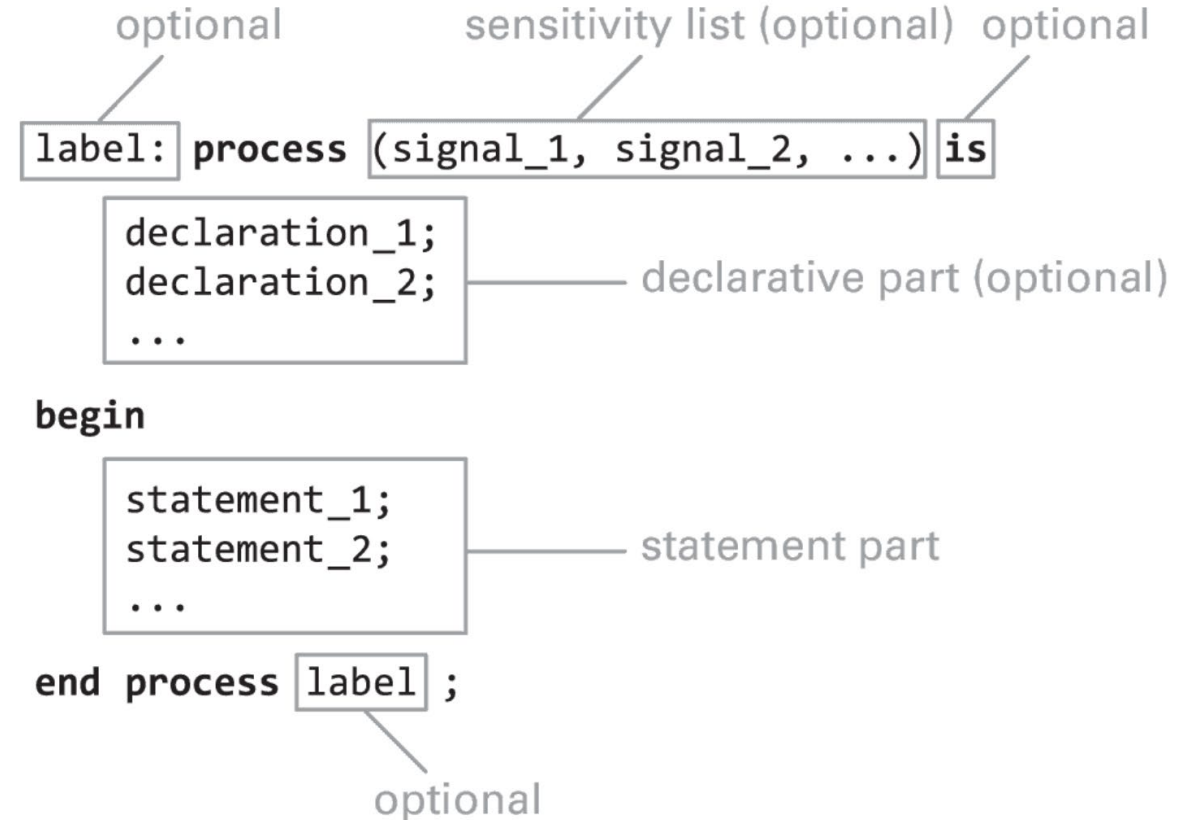 optional sensitivity list (optional) optional
label: process (signal_1, signal_2, ...) is
declaration_1;
declaration_2; declarative part (optional)
...
begin
statement_1;
statement_2; statement part
...
end process label ;
optional